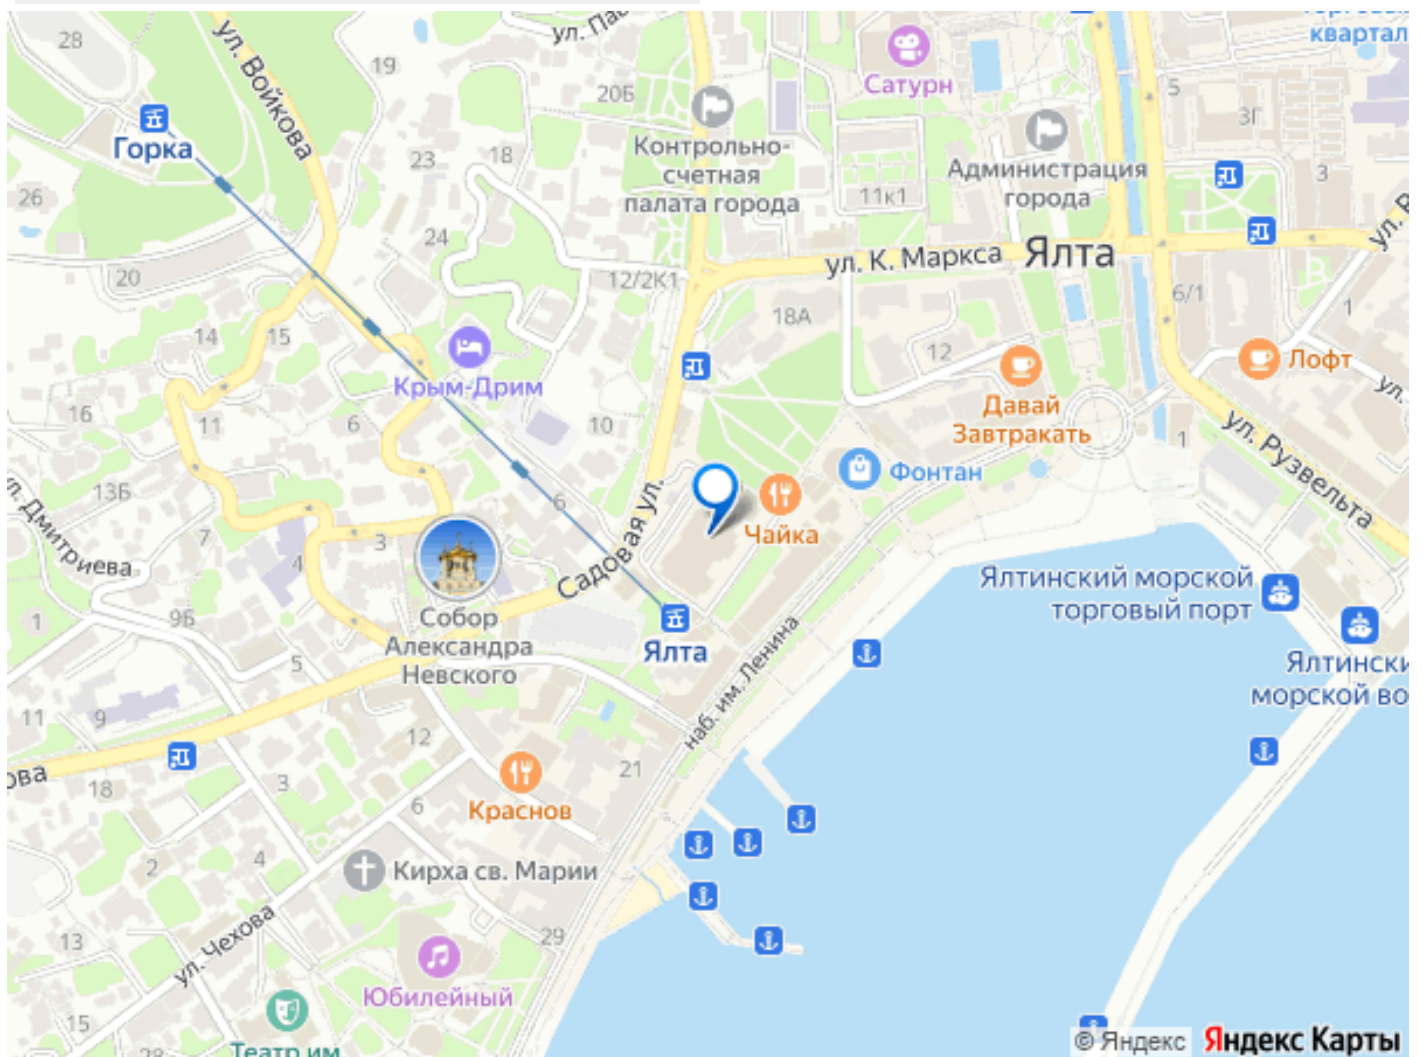 28
ул. Войкова
19
20Б
Сатурн
квартал
5
3Г
Горка
23
18
Контрольно-
счетная
палата города
11к1
Администрация
города
3
26
24
20
12/2К1
ул. К. Маркса
Ялта
6/1
1
14
15
18А
12
Крым-Дрим
Лофт
16
11
6
10
Давай
Завтракать
1
ул. Рузвельта
13Б
6
Фонтан
ул. Дмитриева
7
4
3
Садовая ул.
Чайка
Ялтинский морской
торговый порт
1
9Б
Собор
Александра
Невского
Ялта
наб. им. Ленина
5
11
9
12
18
3
21
Краснов
6
2
4
Кирха св. Марии
13
ул. Чехова
29
Юбилейный
15
28
Театр им
© Яндекс
Яндекс Карты